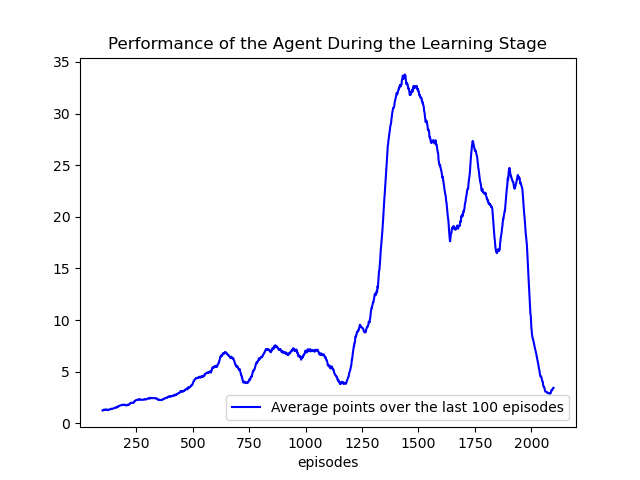 Performance of the Agent During the Learning Stage
35
30
25
20
15
10
5
0
Average points over the last 100 episodes
250 500 750 1000 1250 1500 1750 2000
episodes